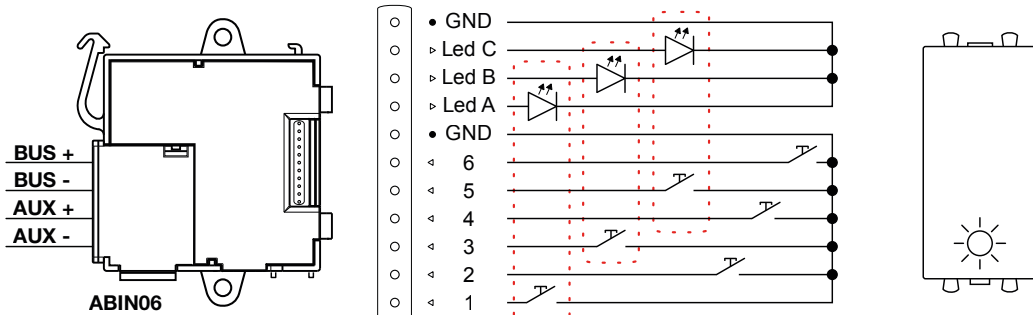 BUS +
BUS -
AUX +
AUX -
ABIN06
GND
Led C
Led B
Led A
GND
6
5
4
3
2
1